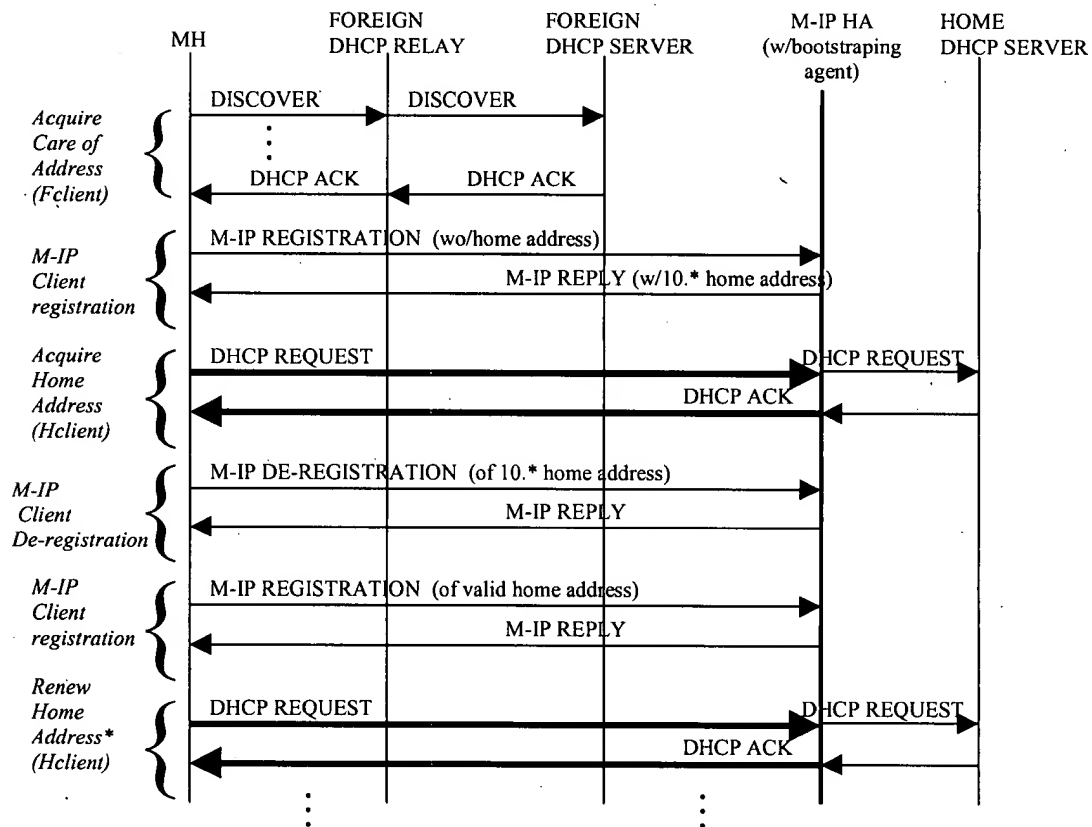 MH
FOREIGN
DHCP RELAY
FOREIGN
DHCP SERVER
M-IP HA
(w/bootstraping
agent)
HOME
DHCP SERVER
Acquire
Care of
Address
(Fclient)
DISCOVER
DISCOVER
DHCP ACK
DHCP ACK
M-IP
Client
registration
M-IP REGISTRATION (wo/home address)
M-IP REPLY (w/10.* home address)
Acquire
Home
Address
(Hclient)
DHCP REQUEST
DHCP REQUEST
DHCP ACK
M-IP
Client
De-registration
M-IP DE-REGISTRATION (of 10.* home address)
M-IP REPLY
M-IP
Client
registration
M-IP REGISTRATION (of valid home address)
M-IP REPLY
Renew
Home
Address*
(Hclient)
DHCP REQUEST
DHCP REQUEST
DHCP ACK